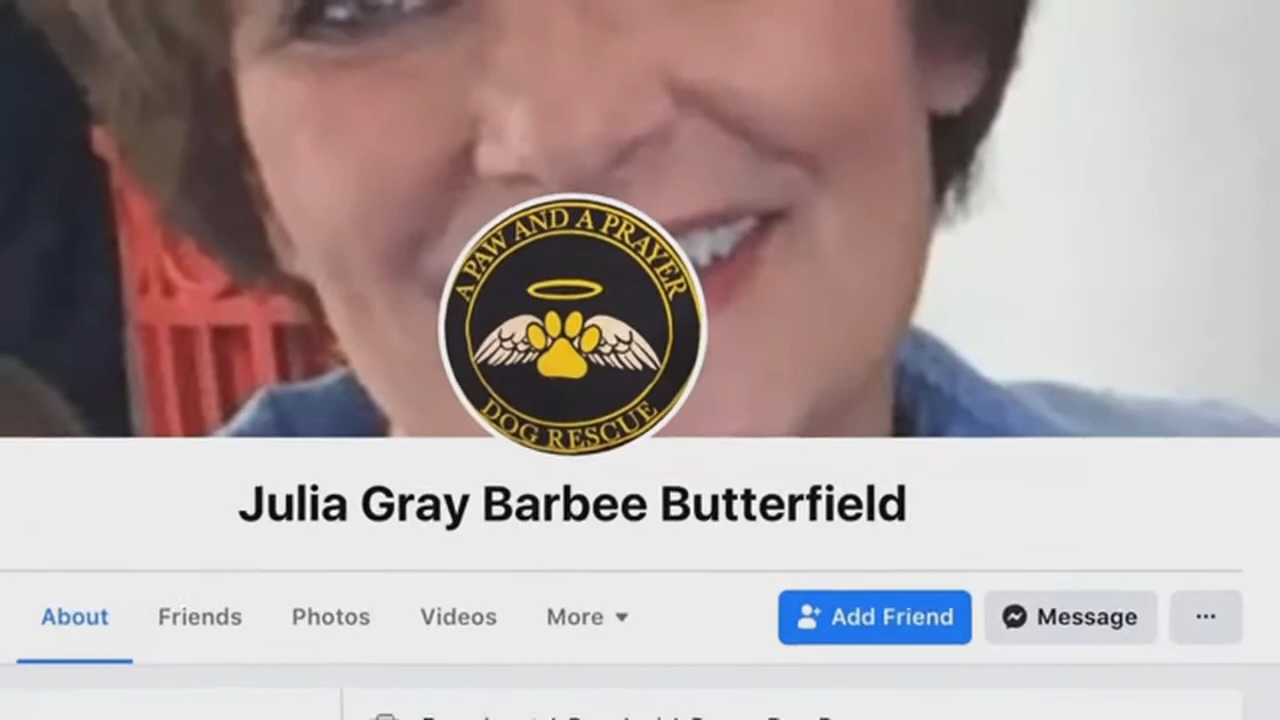 A PAW AND A PRAYER
DOG RESCUE
Julia Gray Barbee Butterfield
About Friends Photos Videos More Add Friend Message ...